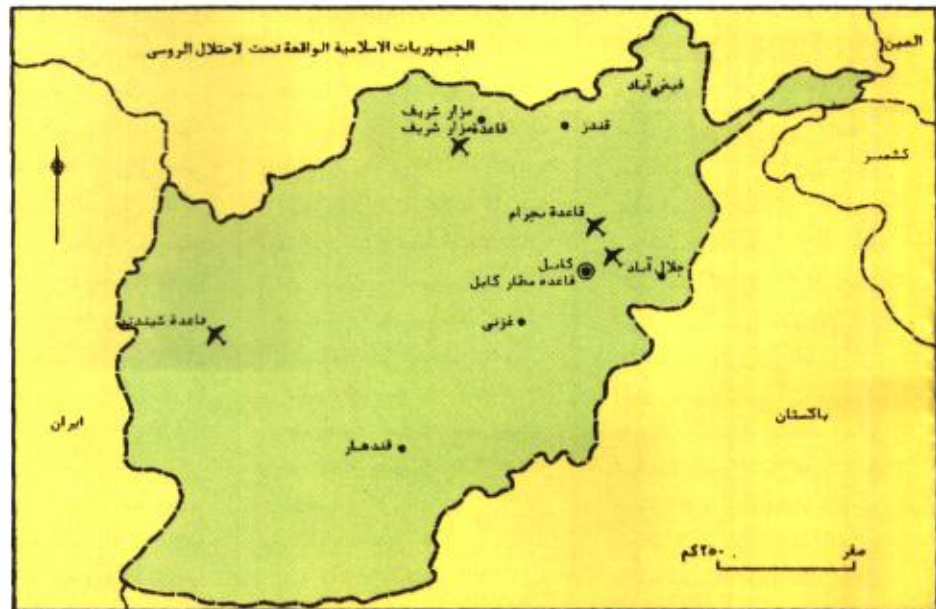 الجمهوريات الاسلامية الواقعة تحت لاحتلال الروسى
الصين
فيض آباد
مزار شريف
قاعدة مزار شريف
قندز
كشمير
قاعدة بجرام
كابل
قاعدة مطار كابل
جلال آباد
غزنى
قاعدة شيندند
ايران
باكستان
قندهار
صفر
٢٥٠كم